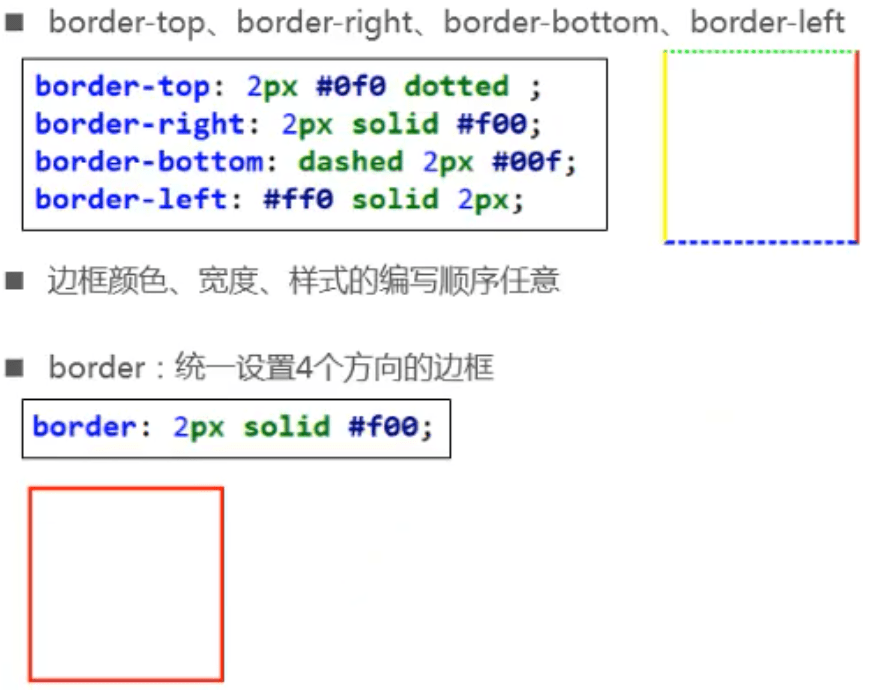 ■ border-top、border-right、border-bottom、border-left
border-top: 2px #0f0 dotted ;
border-right: 2px solid #f00;
border-bottom: dashed 2px #00f;
border-left: #ff0 solid 2px;
■ 边框颜色、宽度、样式的编写顺序任意
■ border：统一设置4个方向的边框
border: 2px solid #f00;